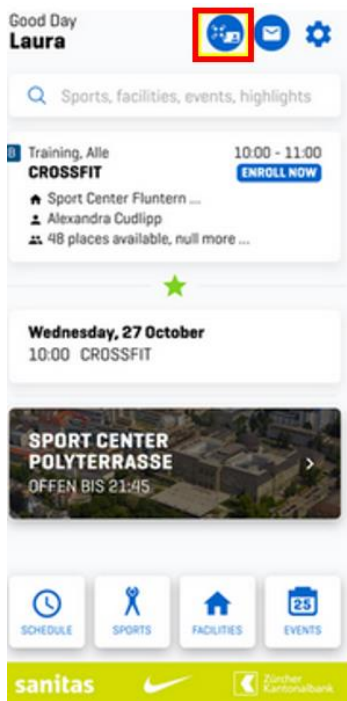 Good Day
Laura
Sports, facilities, events, highlights
Training, Alle 10:00 - 11:00
CROSSFIT ENROLL NOW
Sport Center Fluntern ...
Alexandra Cudlipp
48 places available, null more ...
Wednesday, 27 October
10:00 CROSSFIT
SPORT CENTER
POLYTERRASSE
OFFEN BIS 21:45
25
SCHEDULE SPORTS FACILITIES EVENTS
sanitas Zürcher
Kantonalbank